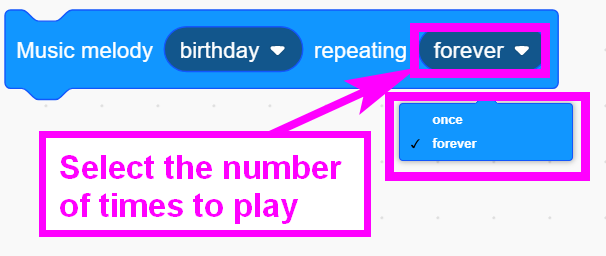 Music melody birthday repeating forever
once
✓ forever
Select the number
of times to play